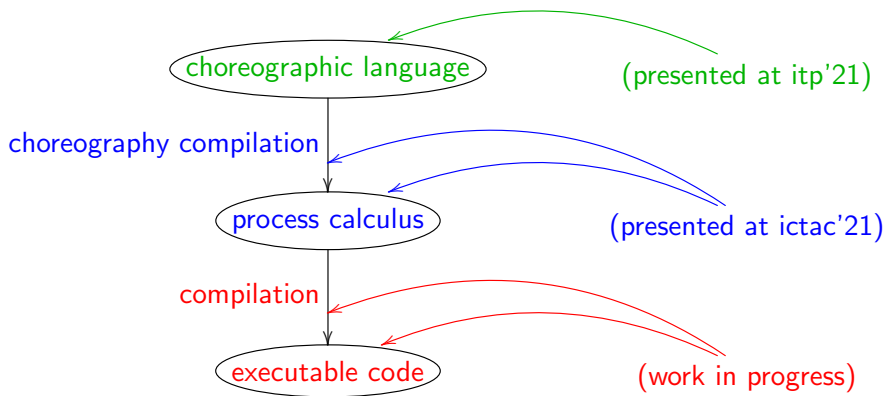 choreographic language
(presented at itp'21)
choreography compilation
process calculus
(presented at ictac'21)
compilation
executable code
(work in progress)